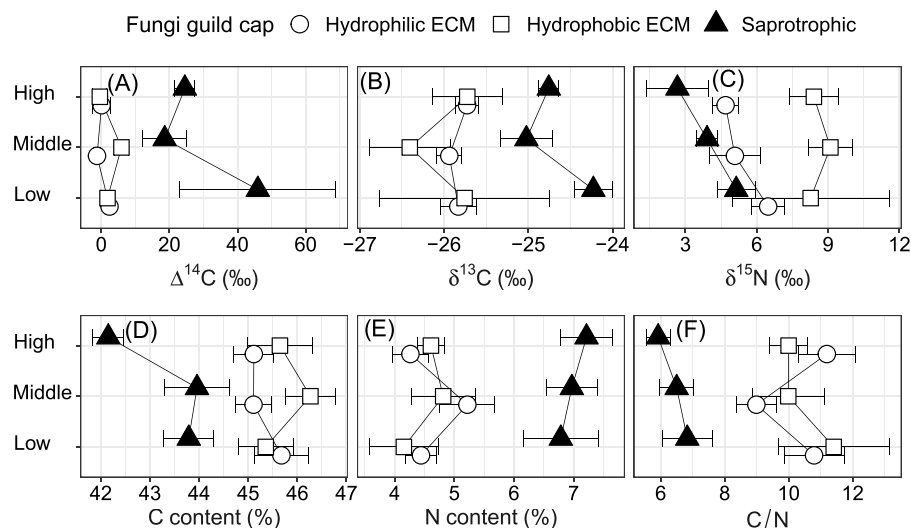 Fungi guild cap Hydrophilic ECM Hydrophobic ECM Saprotrophic
(A) (B) (C)
High
Middle
Low
0 20 40 60 −27 −26 −25 −24 3 6 9 12
Δ¹⁴C (‰) δ¹³C (‰) δ¹⁵N (‰)
(D) (E) (F)
High
Middle
Low
42 43 44 45 46 47 4 5 6 7 6 8 10 12
C content (%) N content (%) C/N